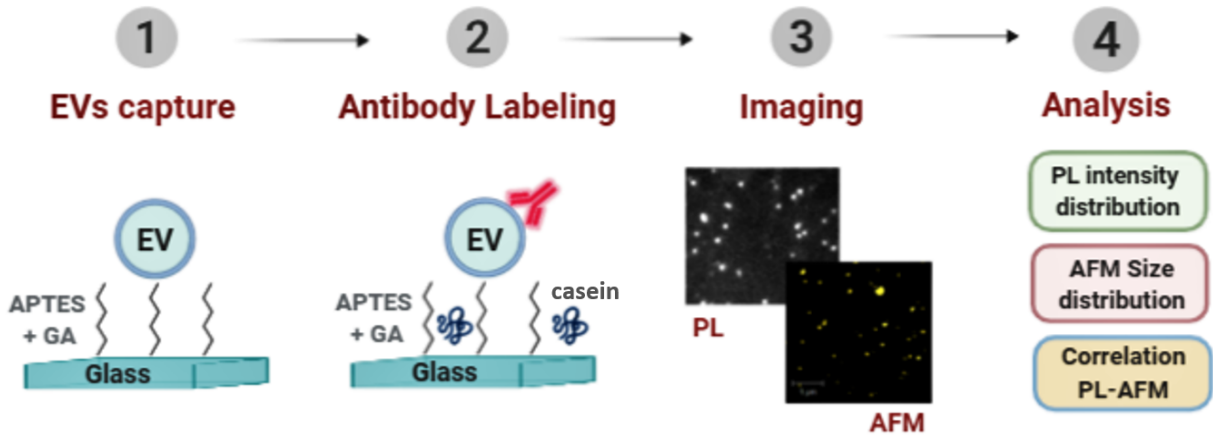 1
2
3
4
EVs capture
Antibody Labeling
Imaging
Analysis
EV
APTES
+ GA
Glass
EV
APTES
+ GA
casein
Glass
PL
AFM
PL intensity
distribution
AFM Size
distribution
Correlation
PL-AFM